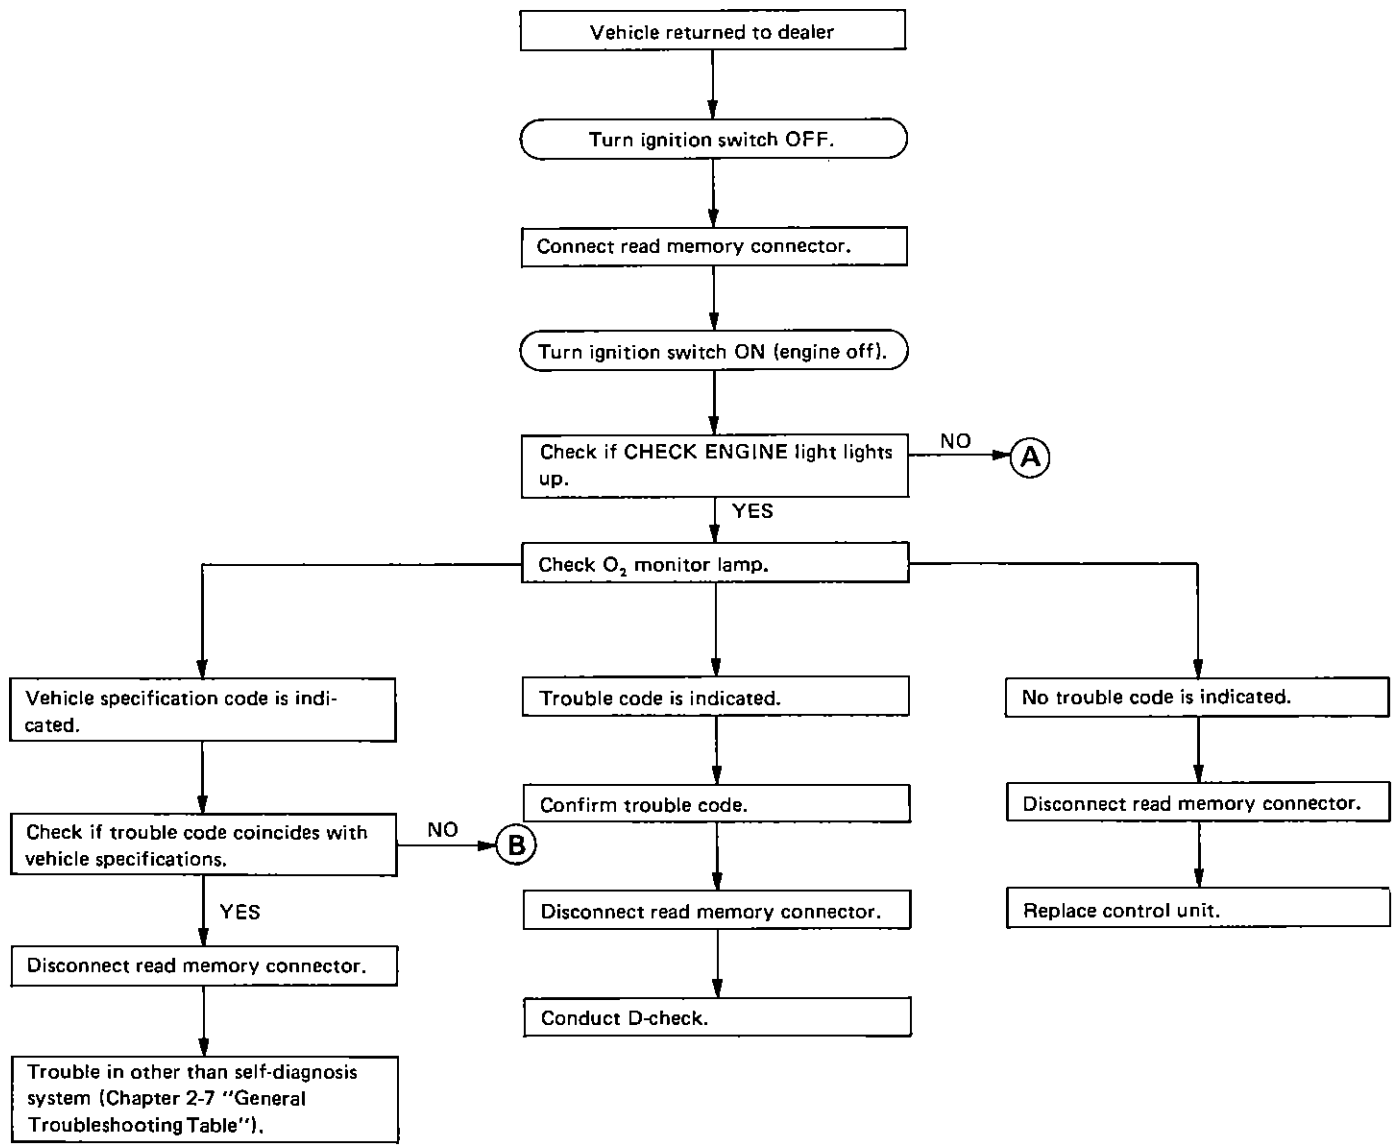 Vehicle returned to dealer
Turn ignition switch OFF.
Connect read memory connector.
Turn ignition switch ON (engine off).
Check if CHECK ENGINE light lights
up.
NO
A
YES
Check O₂ monitor lamp.
Vehicle specification code is indi-
cated.
Check if trouble code coincides with
vehicle specifications.
NO
B
YES
Disconnect read memory connector.
Trouble in other than self-diagnosis
system (Chapter 2-7 "General
Troubleshooting Table").
Trouble code is indicated.
Confirm trouble code.
Disconnect read memory connector.
Conduct D-check.
No trouble code is indicated.
Disconnect read memory connector.
Replace control unit.